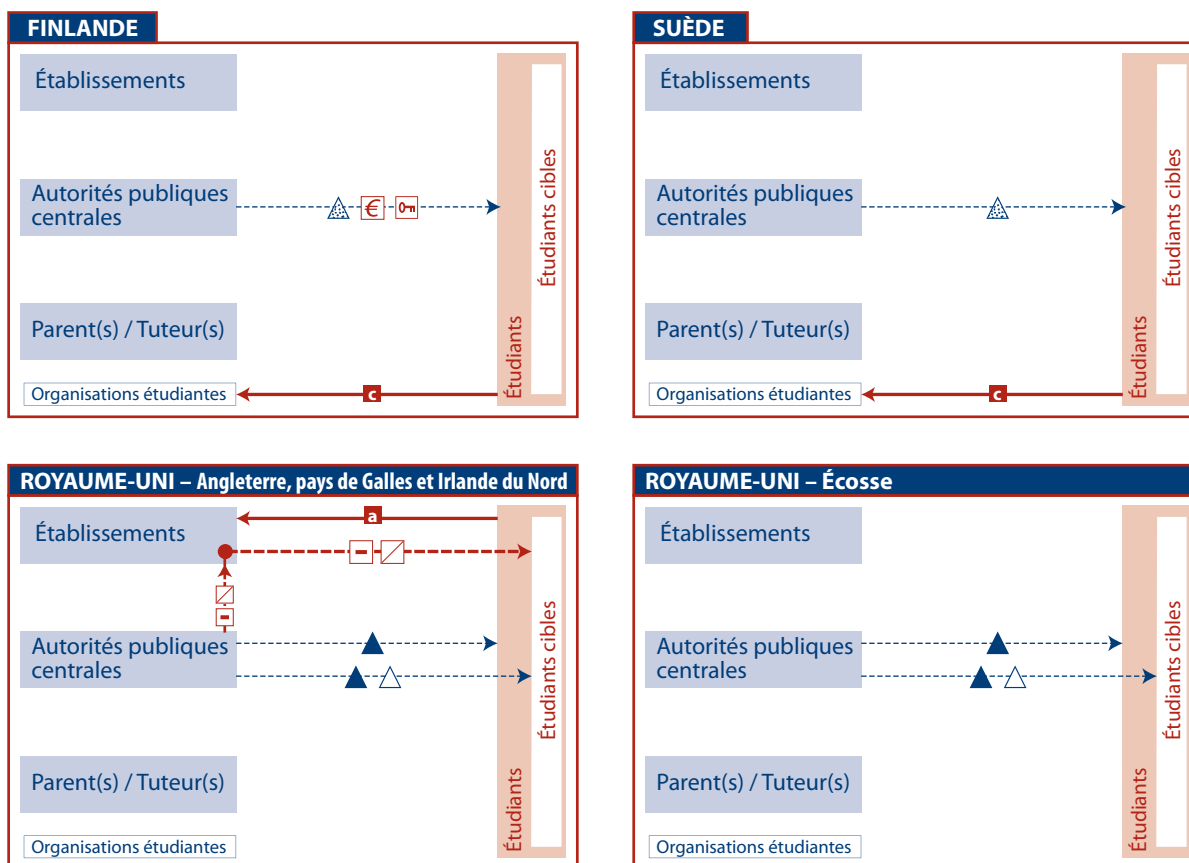 FINLANDE
Établissements
Autorités publiques
centrales
€
Parent(s) / Tuteur(s)
Organisations étudiantes
c
Étudiants
Étudiants cibles
SUÈDE
Établissements
Autorités publiques
centrales
Parent(s) / Tuteur(s)
Organisations étudiantes
c
Étudiants
Étudiants cibles
ROYAUME-UNI – Angleterre, pays de Galles et Irlande du Nord
a
Établissements
Autorités publiques
centrales
Parent(s) / Tuteur(s)
Organisations étudiantes
Étudiants
Étudiants cibles
ROYAUME-UNI – Écosse
Établissements
Autorités publiques
centrales
Parent(s) / Tuteur(s)
Organisations étudiantes
Étudiants
Étudiants cibles